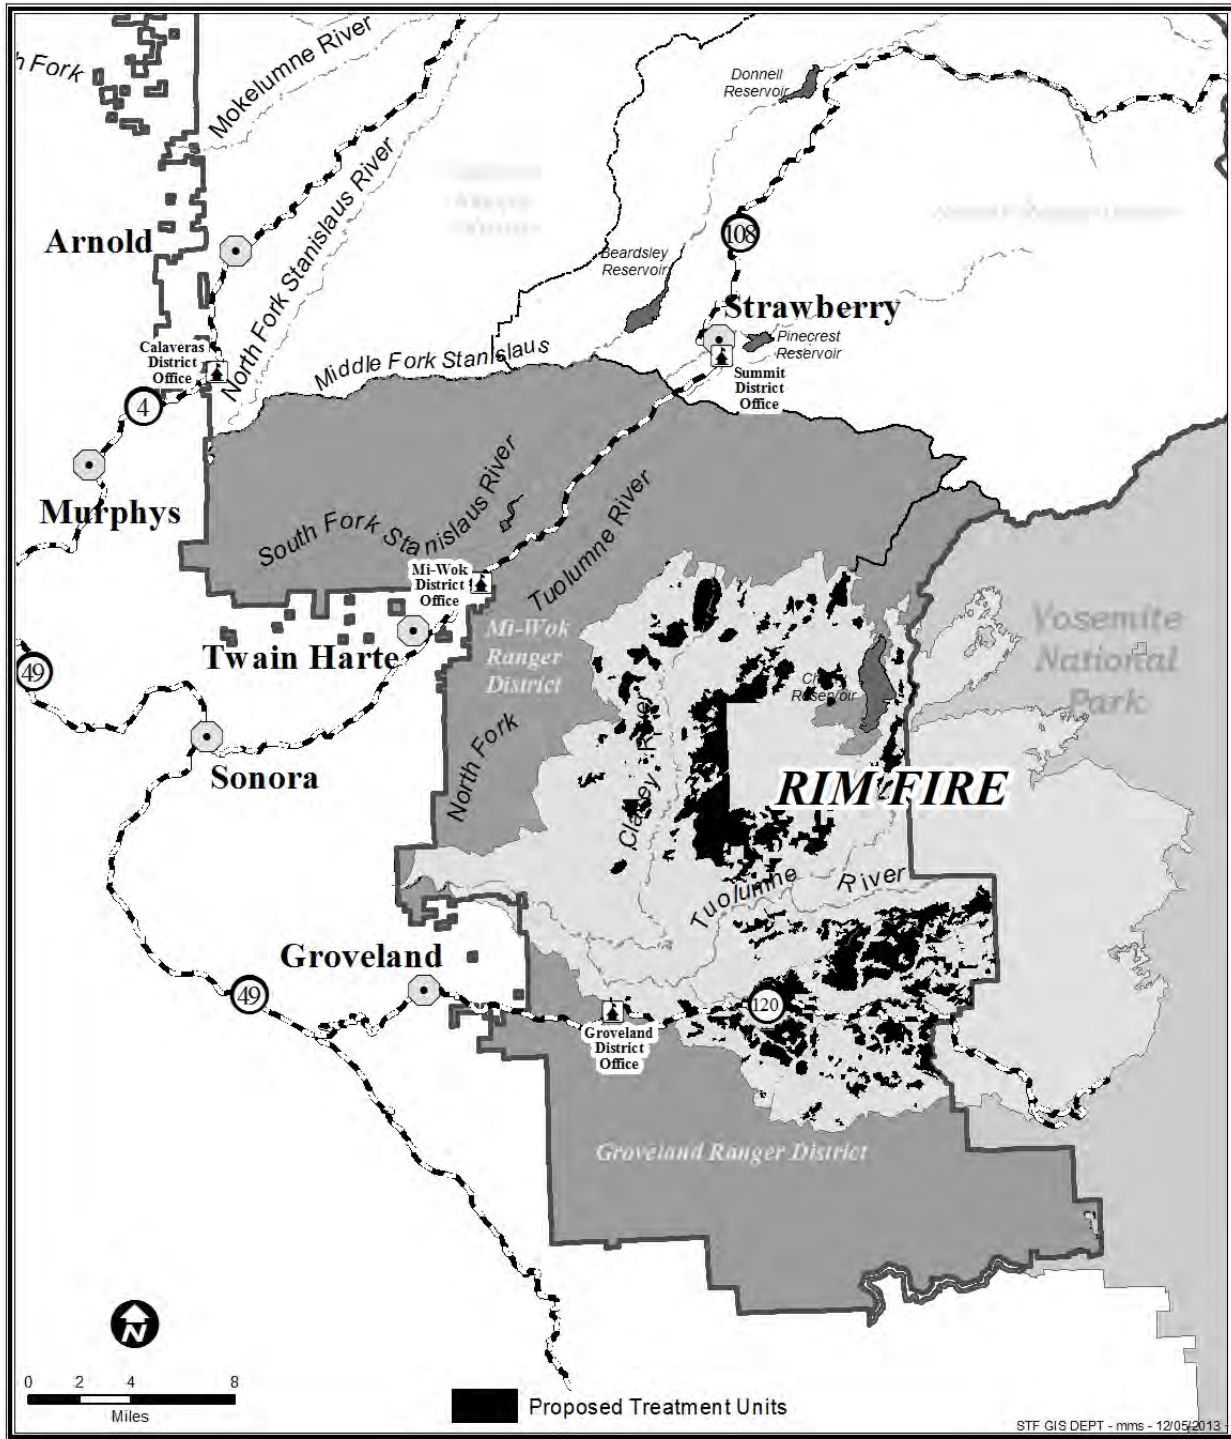 h Fork
Mokelumne River
Donnell
Reservoir
North Fork Stanislaus River
Arnold
108
Beardsley
Reservoir
Strawberry
Pinecrest
Reservoir
Calaveras
District
Office
Middle Fork Stanislaus
Summit
District
Office
4
Murphys
South Fork Stanislaus River
Tuolumne River
Mi-Wok
District
Office
Mi-Wok
Ranger
District
Yosemite
National
Park
Twain Harte
49
Reservoir
Sonora
North Fork
Clavey River
RIM FIRE
Tuolumne River
Groveland
49
120
Groveland
District
Office
Groveland Ranger District
N
0 2 4 8
Miles
Proposed Treatment Units
STF GIS DEPT - mms - 12/05/2013 -